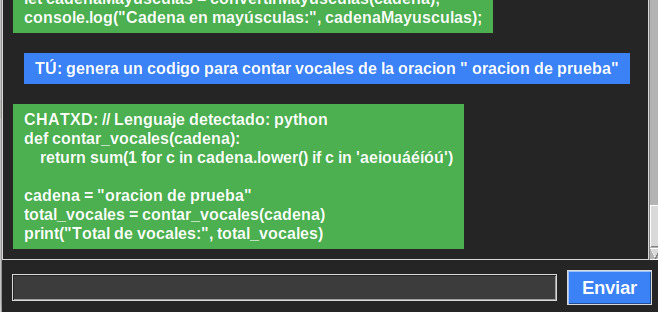 let cadenaMayusculas = convertirMayusculas(cadena);
console.log("Cadena en mayúsculas:", cadenaMayusculas);
TÚ: genera un codigo para contar vocales de la oracion " oracion de prueba"
CHATXD: // Lenguaje detectado: python
def contar_vocales(cadena):
    return sum(1 for c in cadena.lower() if c in 'aeiouáéíóú')
cadena = "oracion de prueba"
total_vocales = contar_vocales(cadena)
print("Total de vocales:", total_vocales)
Enviar